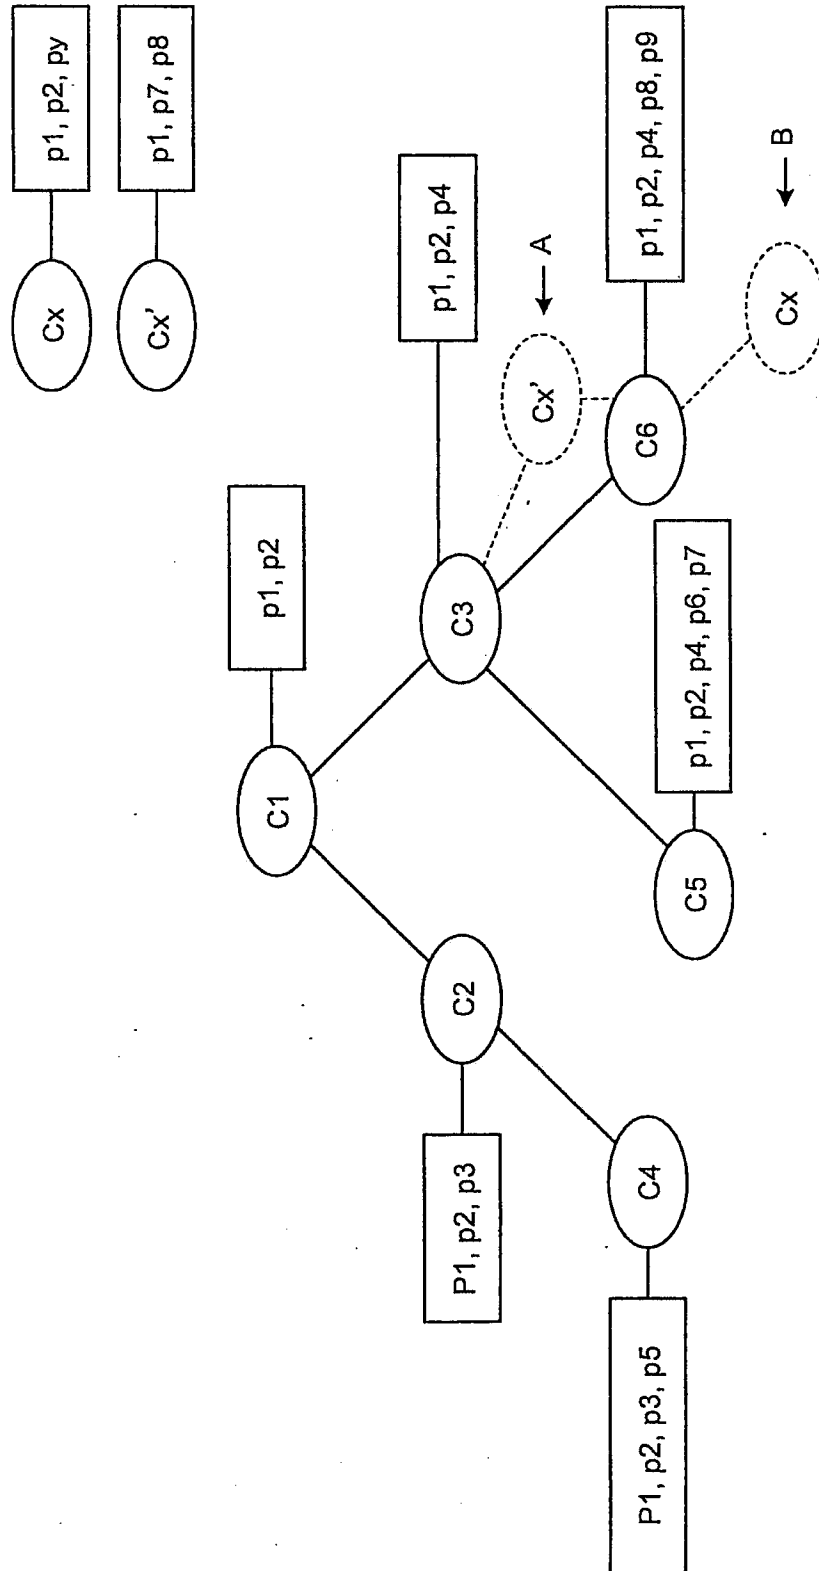 Cx
p1, p2, py
Cx'
p1, p7, p8
C1
p1, p2
P1, p2, p3
C2
C3
p1, p2, p4
Cx'
A
P1, p2, p3, p5
C4
C6
p1, p2, p4, p8, p9
C5
p1, p2, p4, p6, p7
Cx
B